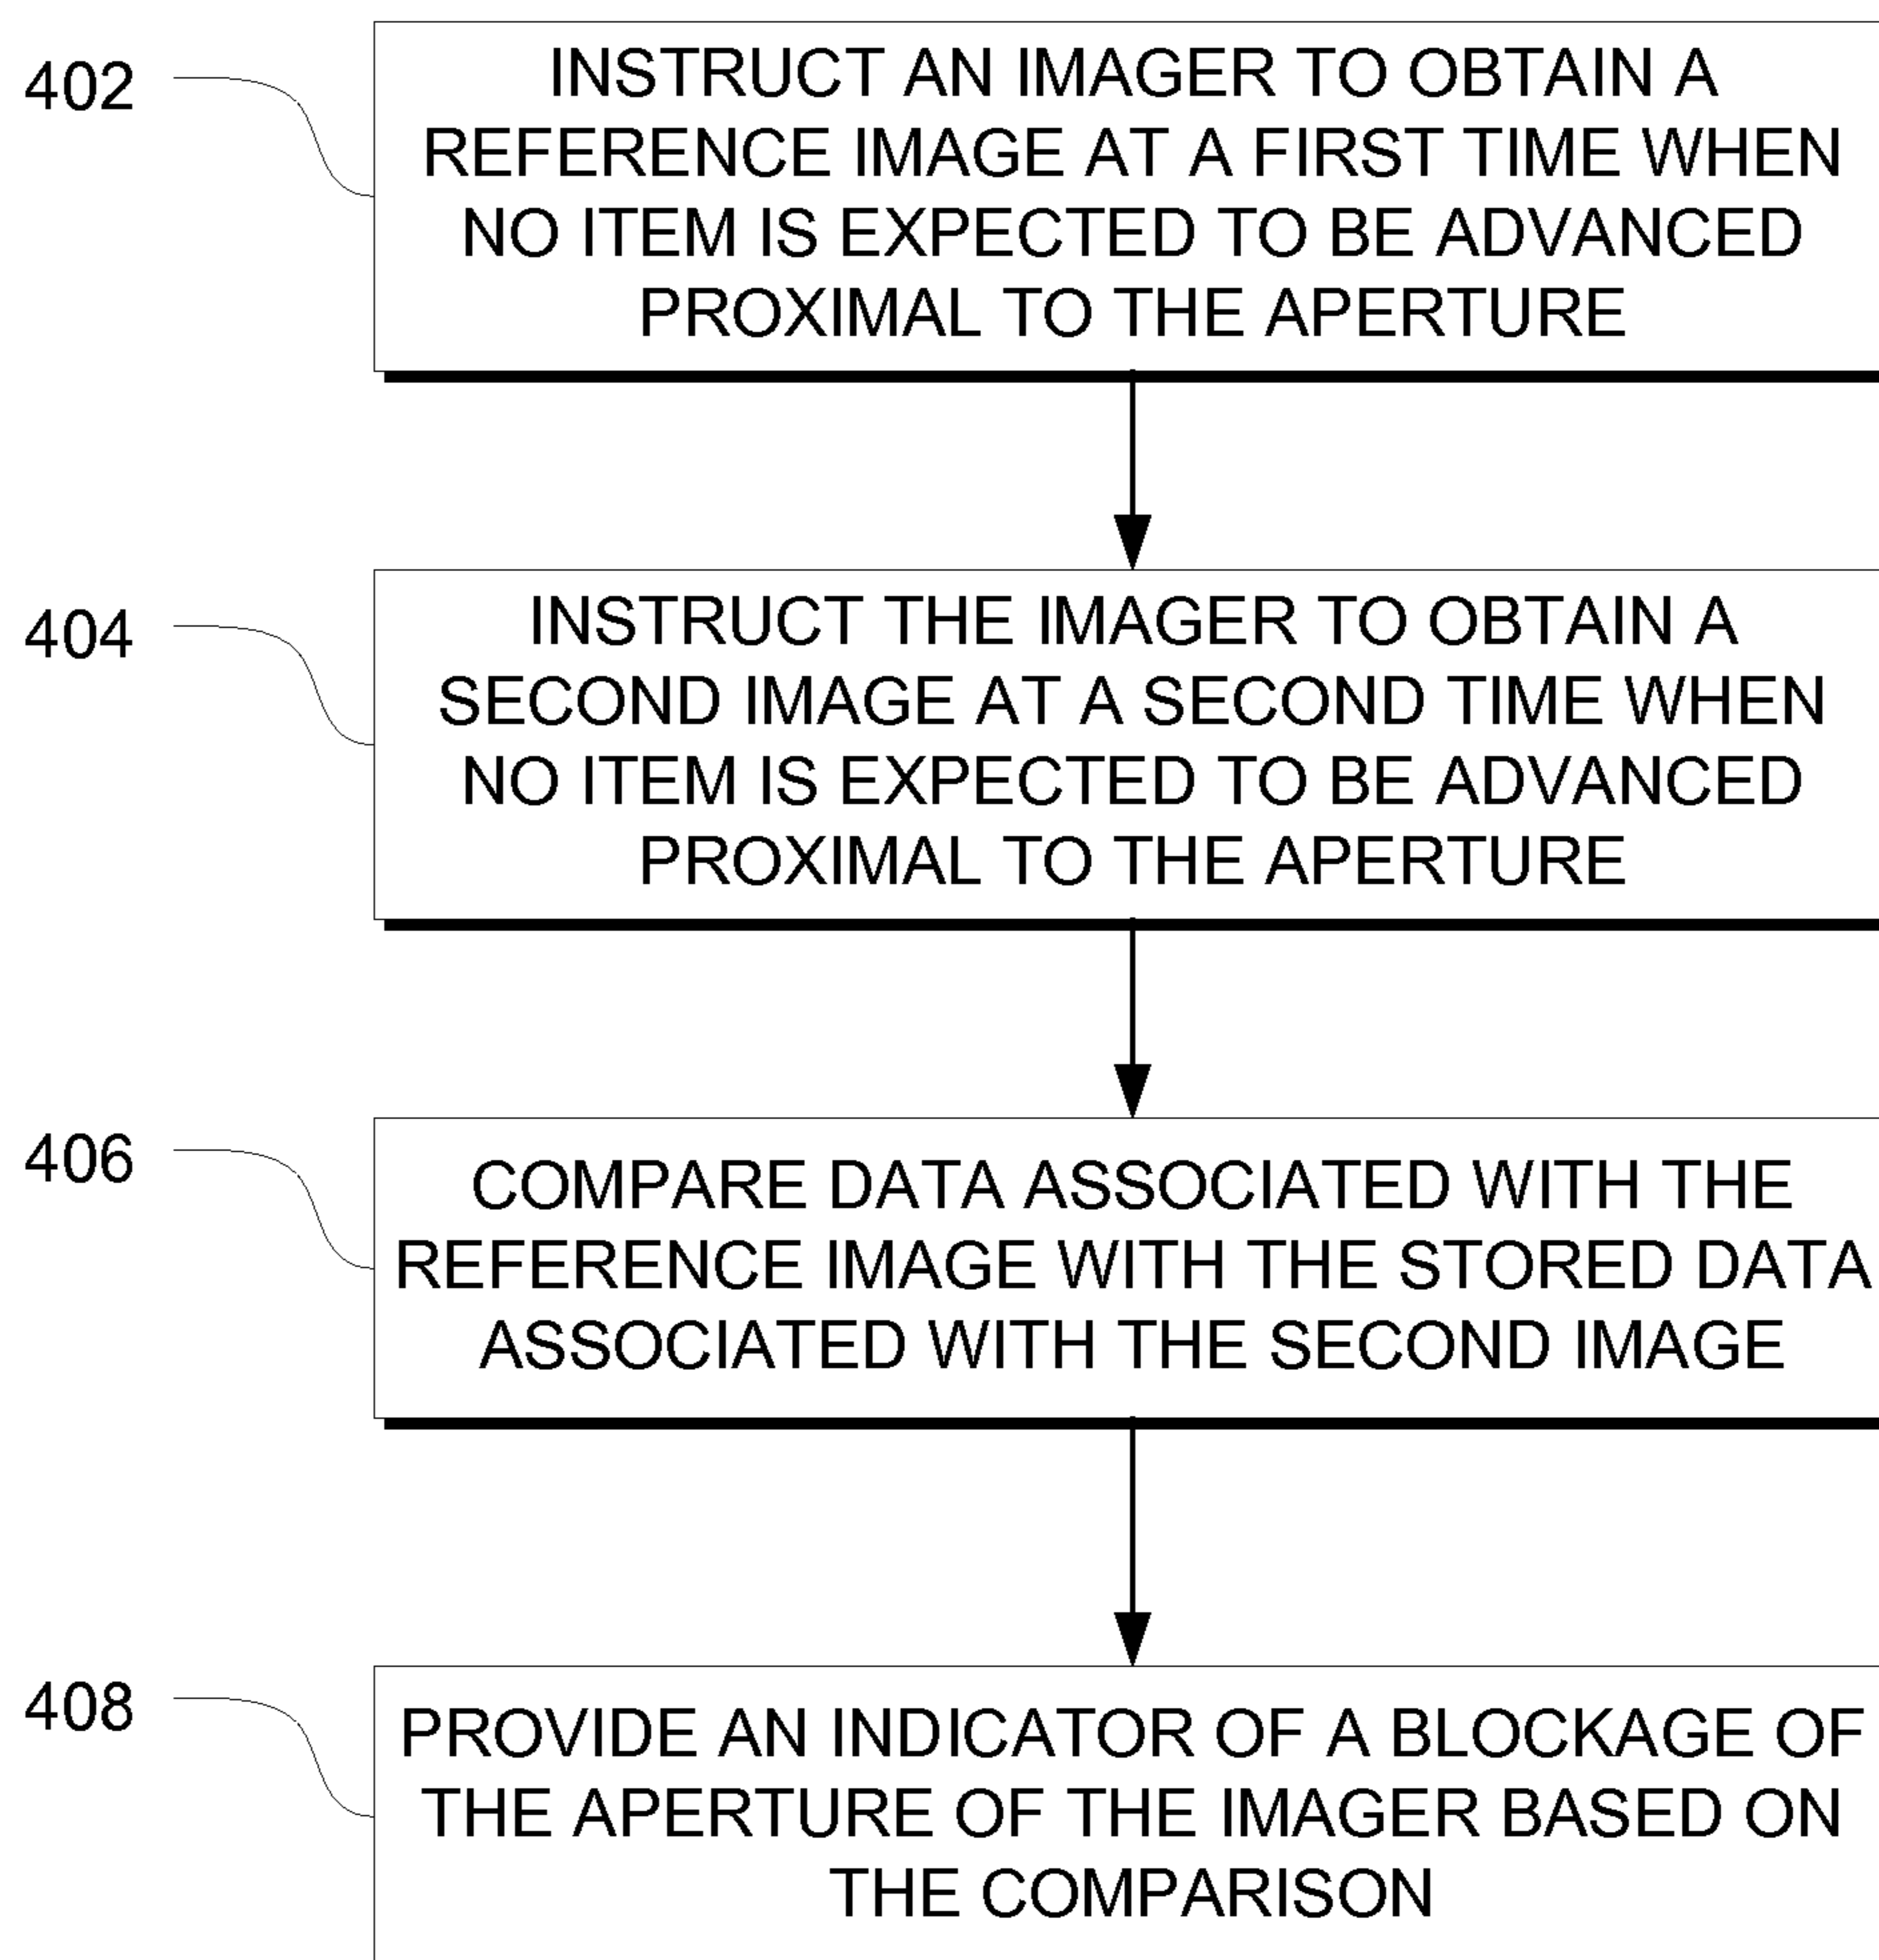 402
INSTRUCT AN IMAGER TO OBTAIN A
REFERENCE IMAGE AT A FIRST TIME WHEN
NO ITEM IS EXPECTED TO BE ADVANCED
PROXIMAL TO THE APERTURE
404
INSTRUCT THE IMAGER TO OBTAIN A
SECOND IMAGE AT A SECOND TIME WHEN
NO ITEM IS EXPECTED TO BE ADVANCED
PROXIMAL TO THE APERTURE
406
COMPARE DATA ASSOCIATED WITH THE
REFERENCE IMAGE WITH THE STORED DATA
ASSOCIATED WITH THE SECOND IMAGE
408
PROVIDE AN INDICATOR OF A BLOCKAGE OF
THE APERTURE OF THE IMAGER BASED ON
THE COMPARISON